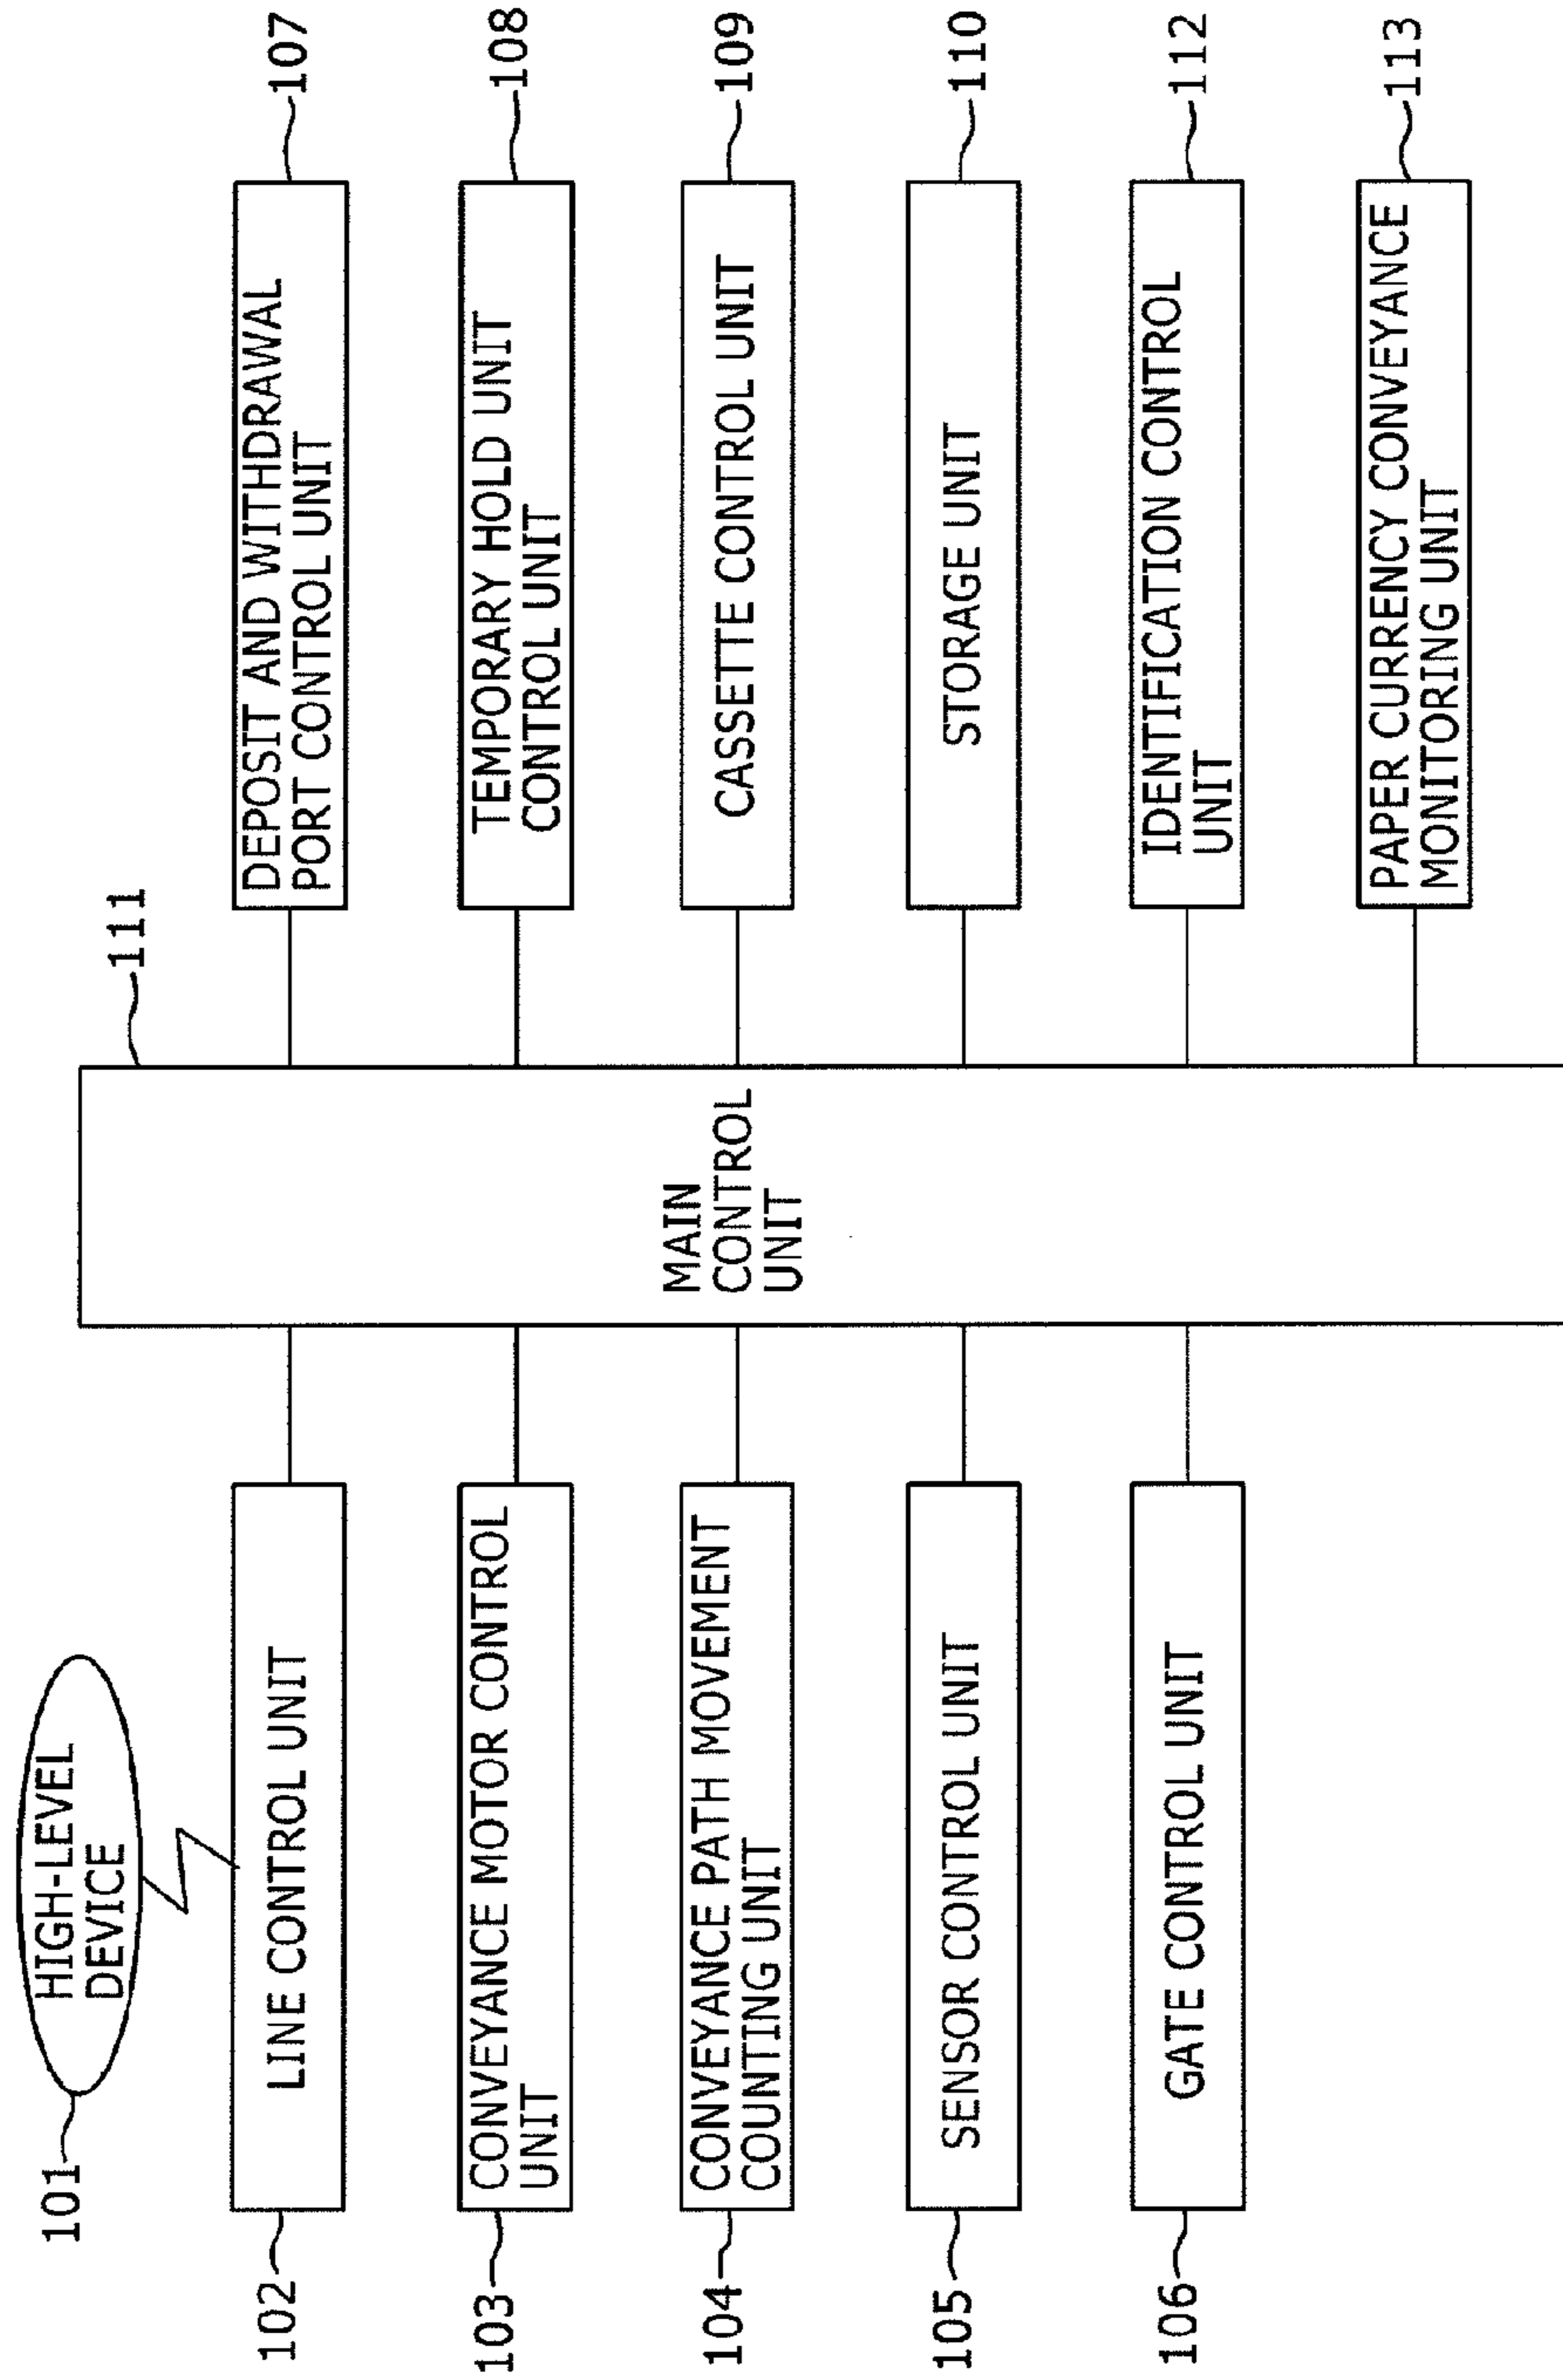 101
HIGH-LEVEL
DEVICE
111
102
LINE CONTROL UNIT
103
CONVEYANCE MOTOR CONTROL
UNIT
104
CONVEYANCE PATH MOVEMENT
COUNTING UNIT
105
SENSOR CONTROL UNIT
106
GATE CONTROL UNIT
MAIN
CONTROL
UNIT
DEPOSIT AND WITHDRAWAL
PORT CONTROL UNIT
107
TEMPORARY HOLD UNIT
CONTROL UNIT
108
CASSETTE CONTROL UNIT
109
STORAGE UNIT
110
IDENTIFICATION CONTROL
UNIT
112
PAPER CURRENCY CONVEYANCE
MONITORING UNIT
113